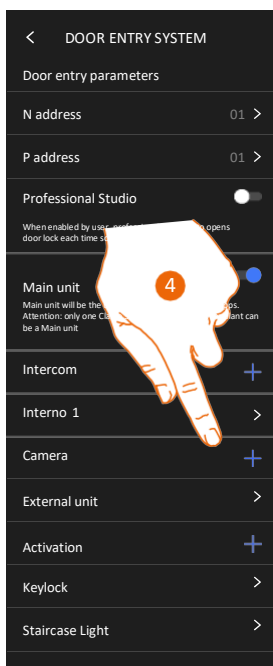 DOOR ENTRY SYSTEM
Door entry parameters
N address 01
P address 01
Professional Studio
When enabled by user, opens
door lock each time
Main unit
Main unit will be the
Attention: only one can
be a Main unit
4
Intercom
Interno 1
Camera
External unit
Activation
Keylock
Staircase Light